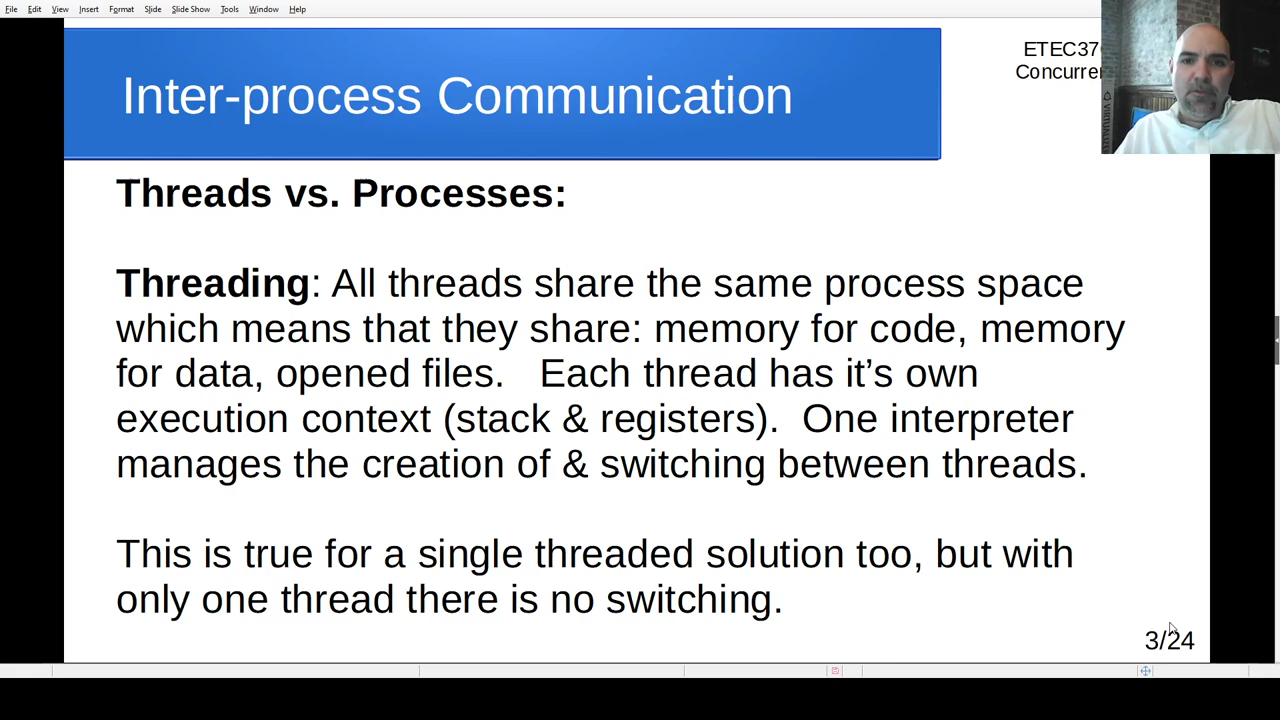 File Edit View Insert Format Slide Slide Show Tools Window Help
Inter-process Communication
ETEC37
Concurre
Threads vs. Processes:
Threading: All threads share the same process space
which means that they share: memory for code, memory
for data, opened files. Each thread has it’s own
execution context (stack & registers). One interpreter
manages the creation of & switching between threads.
This is true for a single threaded solution too, but with
only one thread there is no switching.
3/24